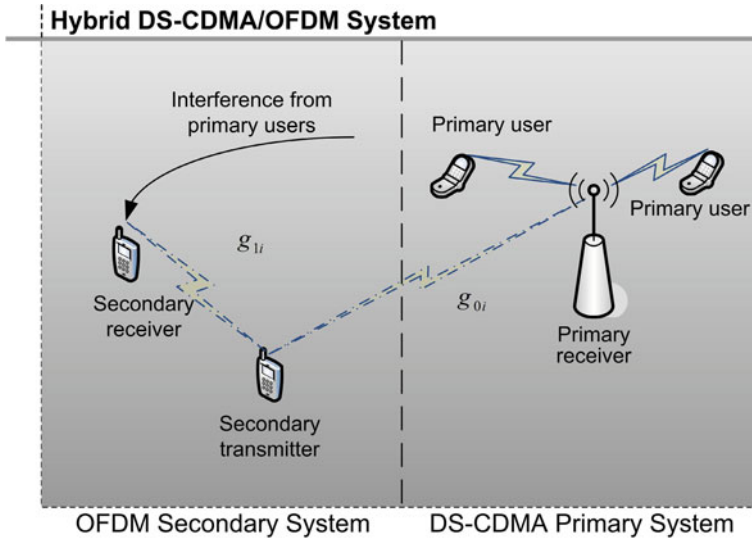 Hybrid DS-CDMA/OFDM System
Interference from
primary users
Primary user
Primary user
g1i
g0i
Secondary
receiver
Primary
receiver
Secondary
transmitter
OFDM Secondary System
DS-CDMA Primary System